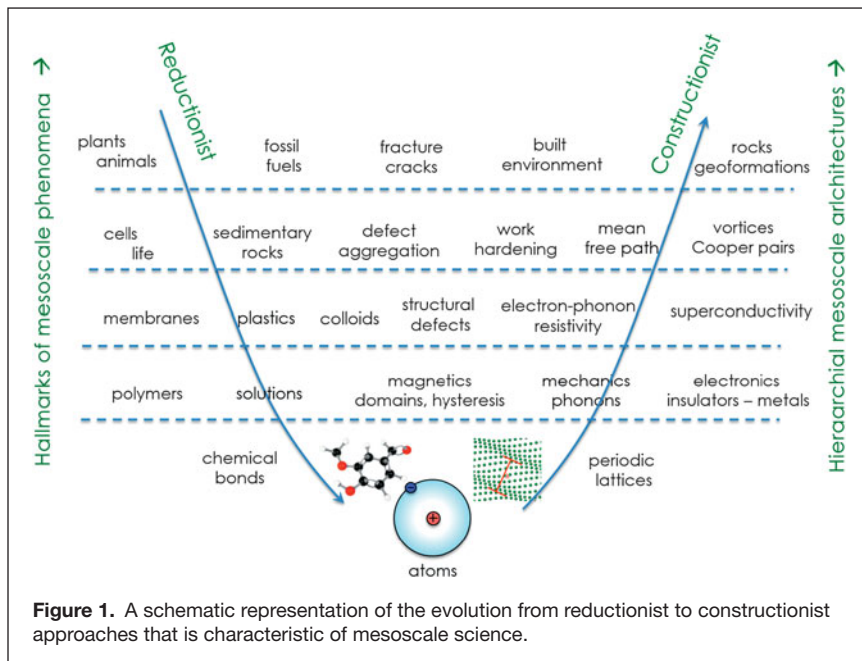 Hallmarks of mesoscale phenomena →
Reductionist
Constructionist
Hieraarchial mesoscale arlchitectures →
plants
animals
fossil
fuels
fracture
cracks
built
environment
rocks
geoformations
cells
life
sedimentary
rocks
defect
aggregation
work
hardening
mean
free path
vortices
Cooper pairs
membranes
plastics
colloids
structural
defects
electron-phonon
resistivity
superconductivity
polymers
solutions
magnetics
domains, hysteresis
mechanics
phonons
electronics
insulators – metals
chemical
bonds
periodic
lattices
−
+
atoms
Figure 1. A schematic representation of the evolution from reductionist to constructionist
approaches that is characteristic of mesoscale science.